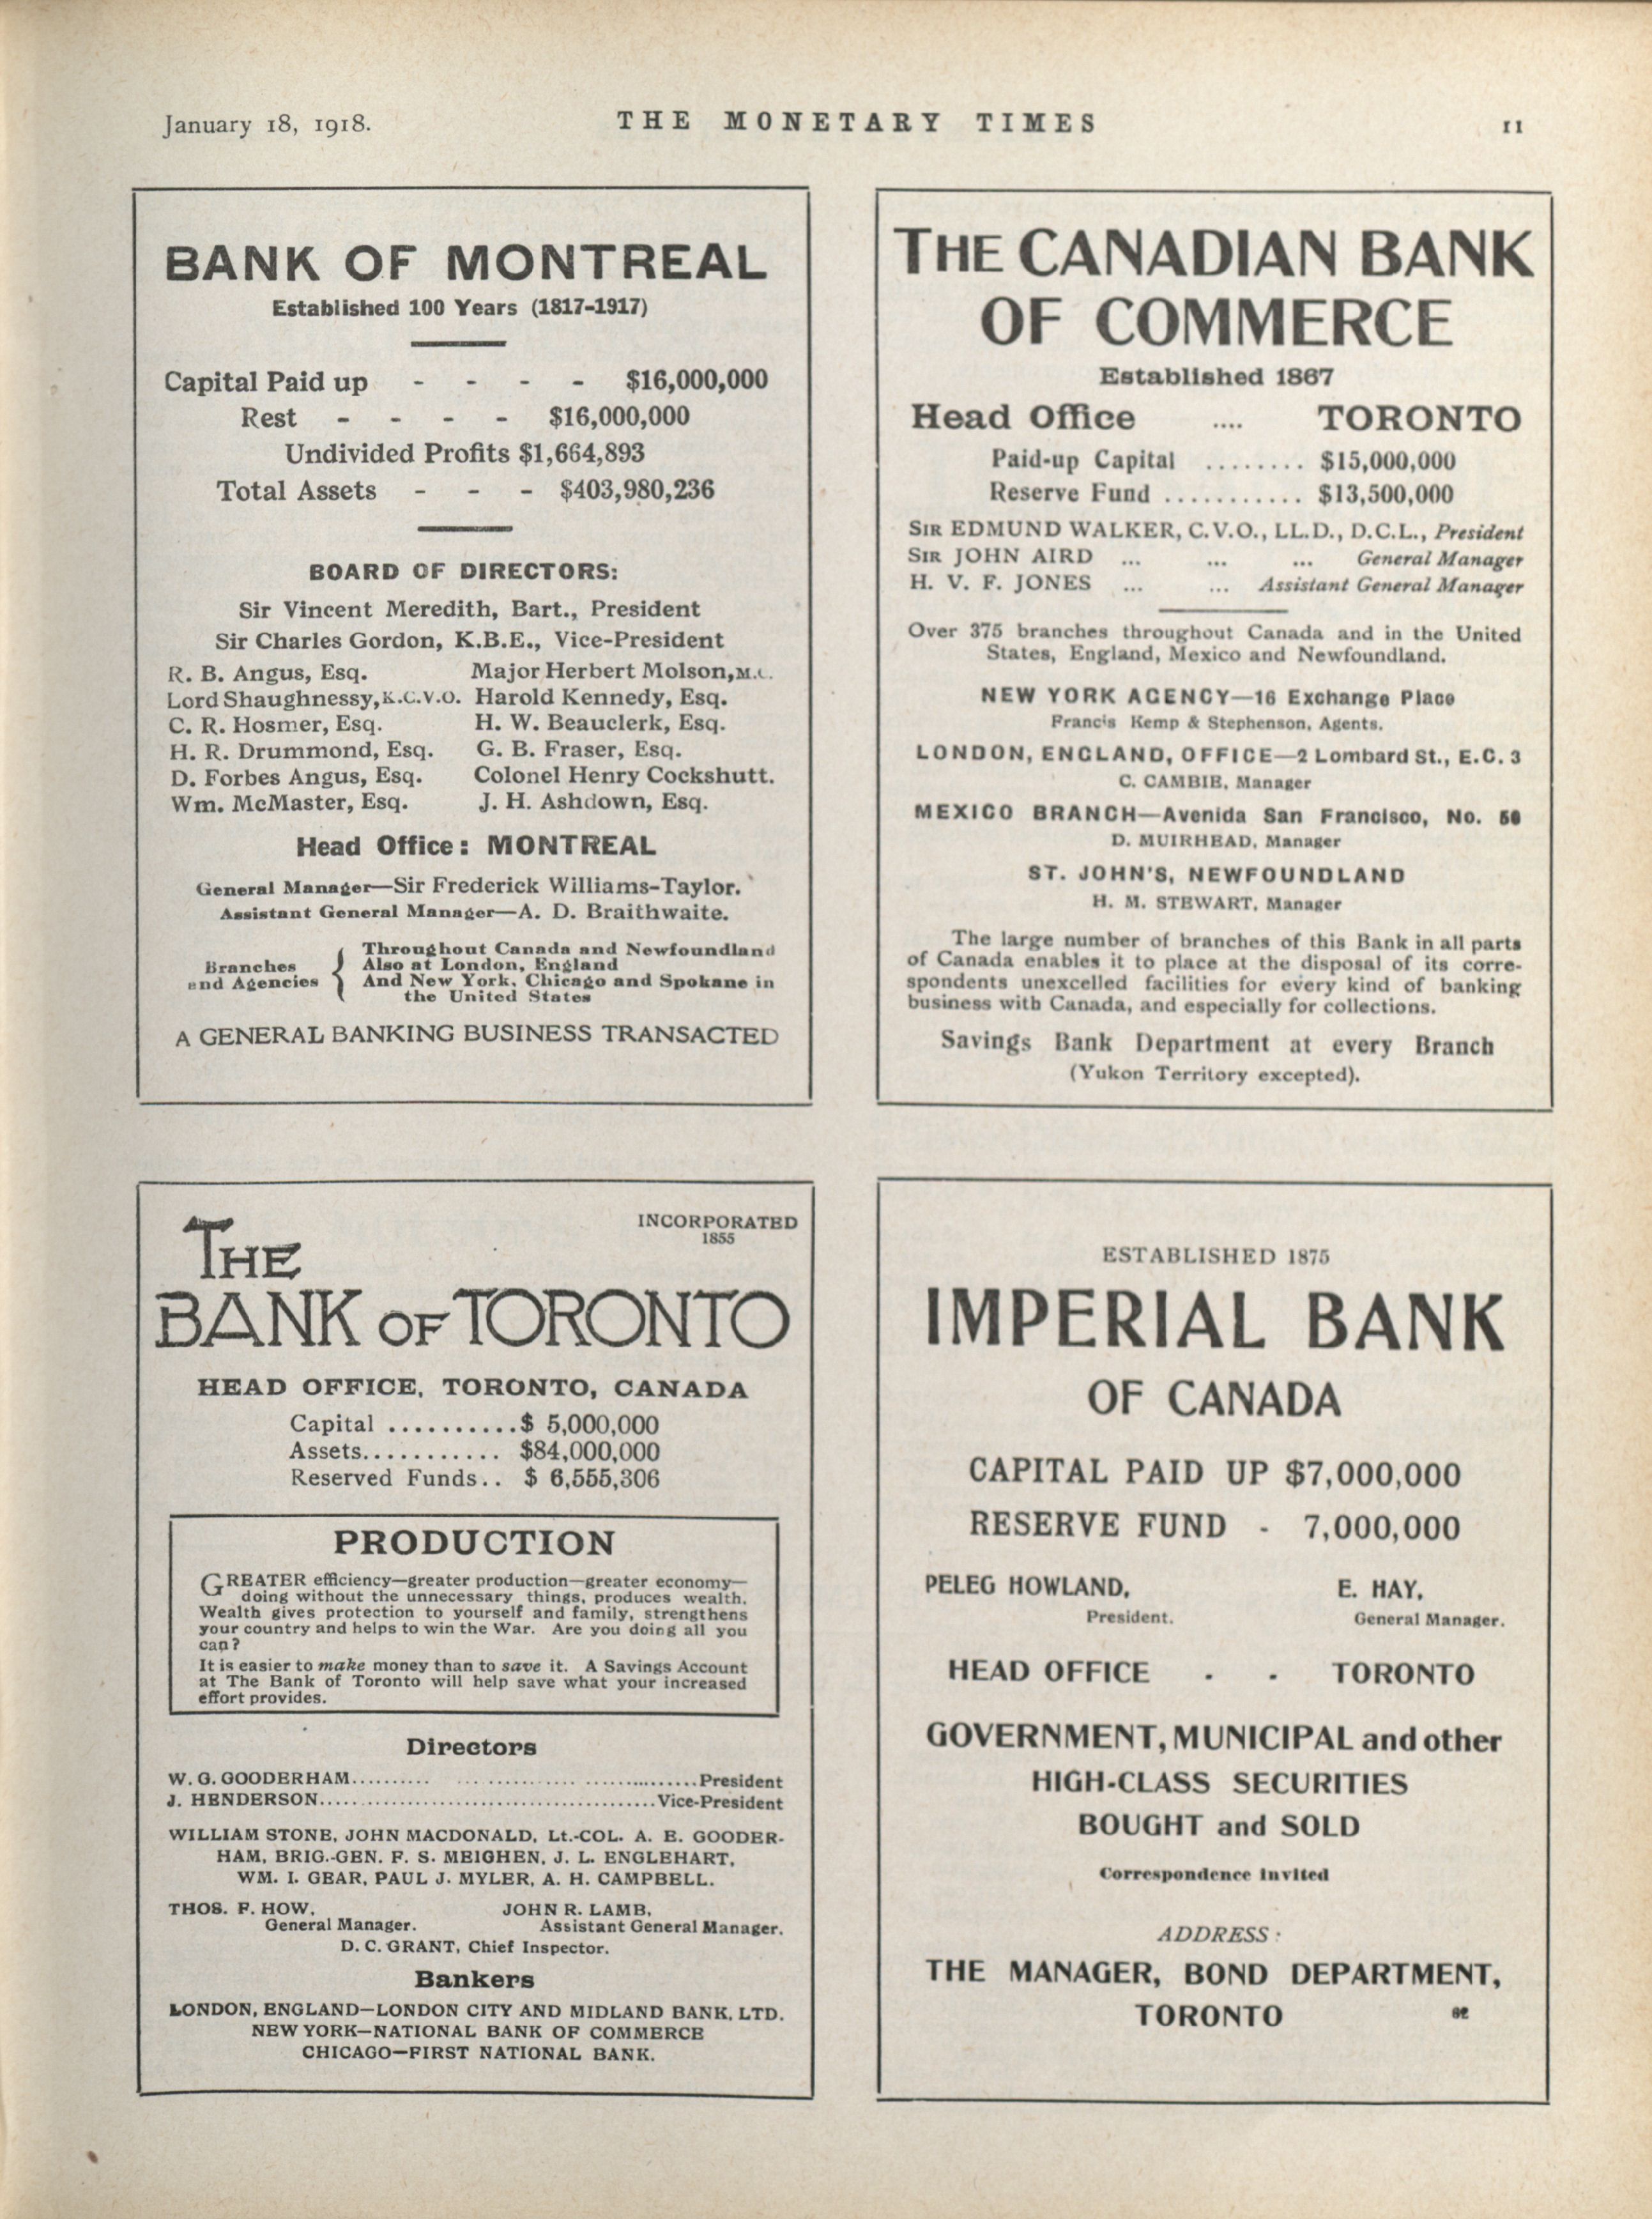 January 18, 1918.
THE MONETARY TIMES
11
BANK OF MONTREAL
Established 100 Years (1817-1917)
Capital Paid up - - - - $16,000,000
Rest - - - - $16,000,000
Undivided Profits $1,664,893
Total Assets - - - $403,980,236
BOARD OF DIRECTORS:
Sir Vincent Meredith, Bart., President
Sir Charles Gordon, K.B.E., Vice-President
R. B. Angus, Esq. Major Herbert Molson, M.C.
Lord Shaughnessy, K.C.V.O. Harold Kennedy, Esq.
C. R. Hosmer, Esq. H. W. Beauclerk, Esq.
H. R. Drummond, Esq. G. B. Fraser, Esq.
D. Forbes Angus, Esq. Colonel Henry Cockshutt.
Wm. McMaster, Esq. J. H. Ashdown, Esq.
Head Office: MONTREAL
General Manager—Sir Frederick Williams-Taylor.
Assistant General Manager—A. D. Braithwaite.
Branches and Agencies
Throughout Canada and Newfoundland
Also at London, England
And New York, Chicago and Spokane in
the United States
A GENERAL BANKING BUSINESS TRANSACTED
THE CANADIAN BANK
OF COMMERCE
Established 1867
Head Office .... TORONTO
Paid-up Capital ........ $15,000,000
Reserve Fund ........... $13,500,000
SIR EDMUND WALKER, C.V.O., LL.D., D.C.L., President
SIR JOHN AIRD ... ... ... General Manager
H. V. F. JONES ... ... Assistant General Manager
Over 375 branches throughout Canada and in the United
States, England, Mexico and Newfoundland.
NEW YORK AGENCY—16 Exchange Place
Francis Kemp & Stephenson, Agents.
LONDON, ENGLAND, OFFICE—2 Lombard St., E.C. 3
C. CAMBIE, Manager
MEXICO BRANCH—Avenida San Francisco, No. 50
D. MUIRHEAD, Manager
ST. JOHN'S, NEWFOUNDLAND
H. M. STEWART, Manager
The large number of branches of this Bank in all parts
of Canada enables it to place at the disposal of its corre-
spondents unexcelled facilities for every kind of banking
business with Canada, and especially for collections.
Savings Bank Department at every Branch
(Yukon Territory excepted).
INCORPORATED
1855
THE
BANK OF TORONTO
HEAD OFFICE, TORONTO, CANADA
Capital ..........$ 5,000,000
Assets........... $84,000,000
Reserved Funds.. $ 6,555,306
PRODUCTION
GREATER efficiency—greater production—greater economy—
doing without the unnecessary things, produces wealth.
Wealth gives protection to yourself and family, strengthens
your country and helps to win the War. Are you doing all you
can?
It is easier to make money than to save it. A Savings Account
at The Bank of Toronto will help save what your increased
effort provides.
Directors
W. G. GOODERHAM..............................President
J. HENDERSON..............................Vice-President
WILLIAM STONE, JOHN MACDONALD, Lt.-COL. A. E. GOODER-
HAM, BRIG.-GEN. F. S. MEIGHEN, J. L. ENGLEHART,
WM. I. GEAR, PAUL J. MYLER, A. H. CAMPBELL.
THOS. F. HOW, JOHN R. LAMB,
General Manager. Assistant General Manager.
D. C. GRANT, Chief Inspector.
Bankers
LONDON, ENGLAND—LONDON CITY AND MIDLAND BANK, LTD.
NEW YORK—NATIONAL BANK OF COMMERCE
CHICAGO—FIRST NATIONAL BANK.
ESTABLISHED 1875
IMPERIAL BANK
OF CANADA
CAPITAL PAID UP $7,000,000
RESERVE FUND - 7,000,000
PELEG HOWLAND, E. HAY,
President. General Manager.
HEAD OFFICE - - TORONTO
GOVERNMENT, MUNICIPAL and other
HIGH-CLASS SECURITIES
BOUGHT and SOLD
Correspondence Invited
ADDRESS:
THE MANAGER, BOND DEPARTMENT,
TORONTO